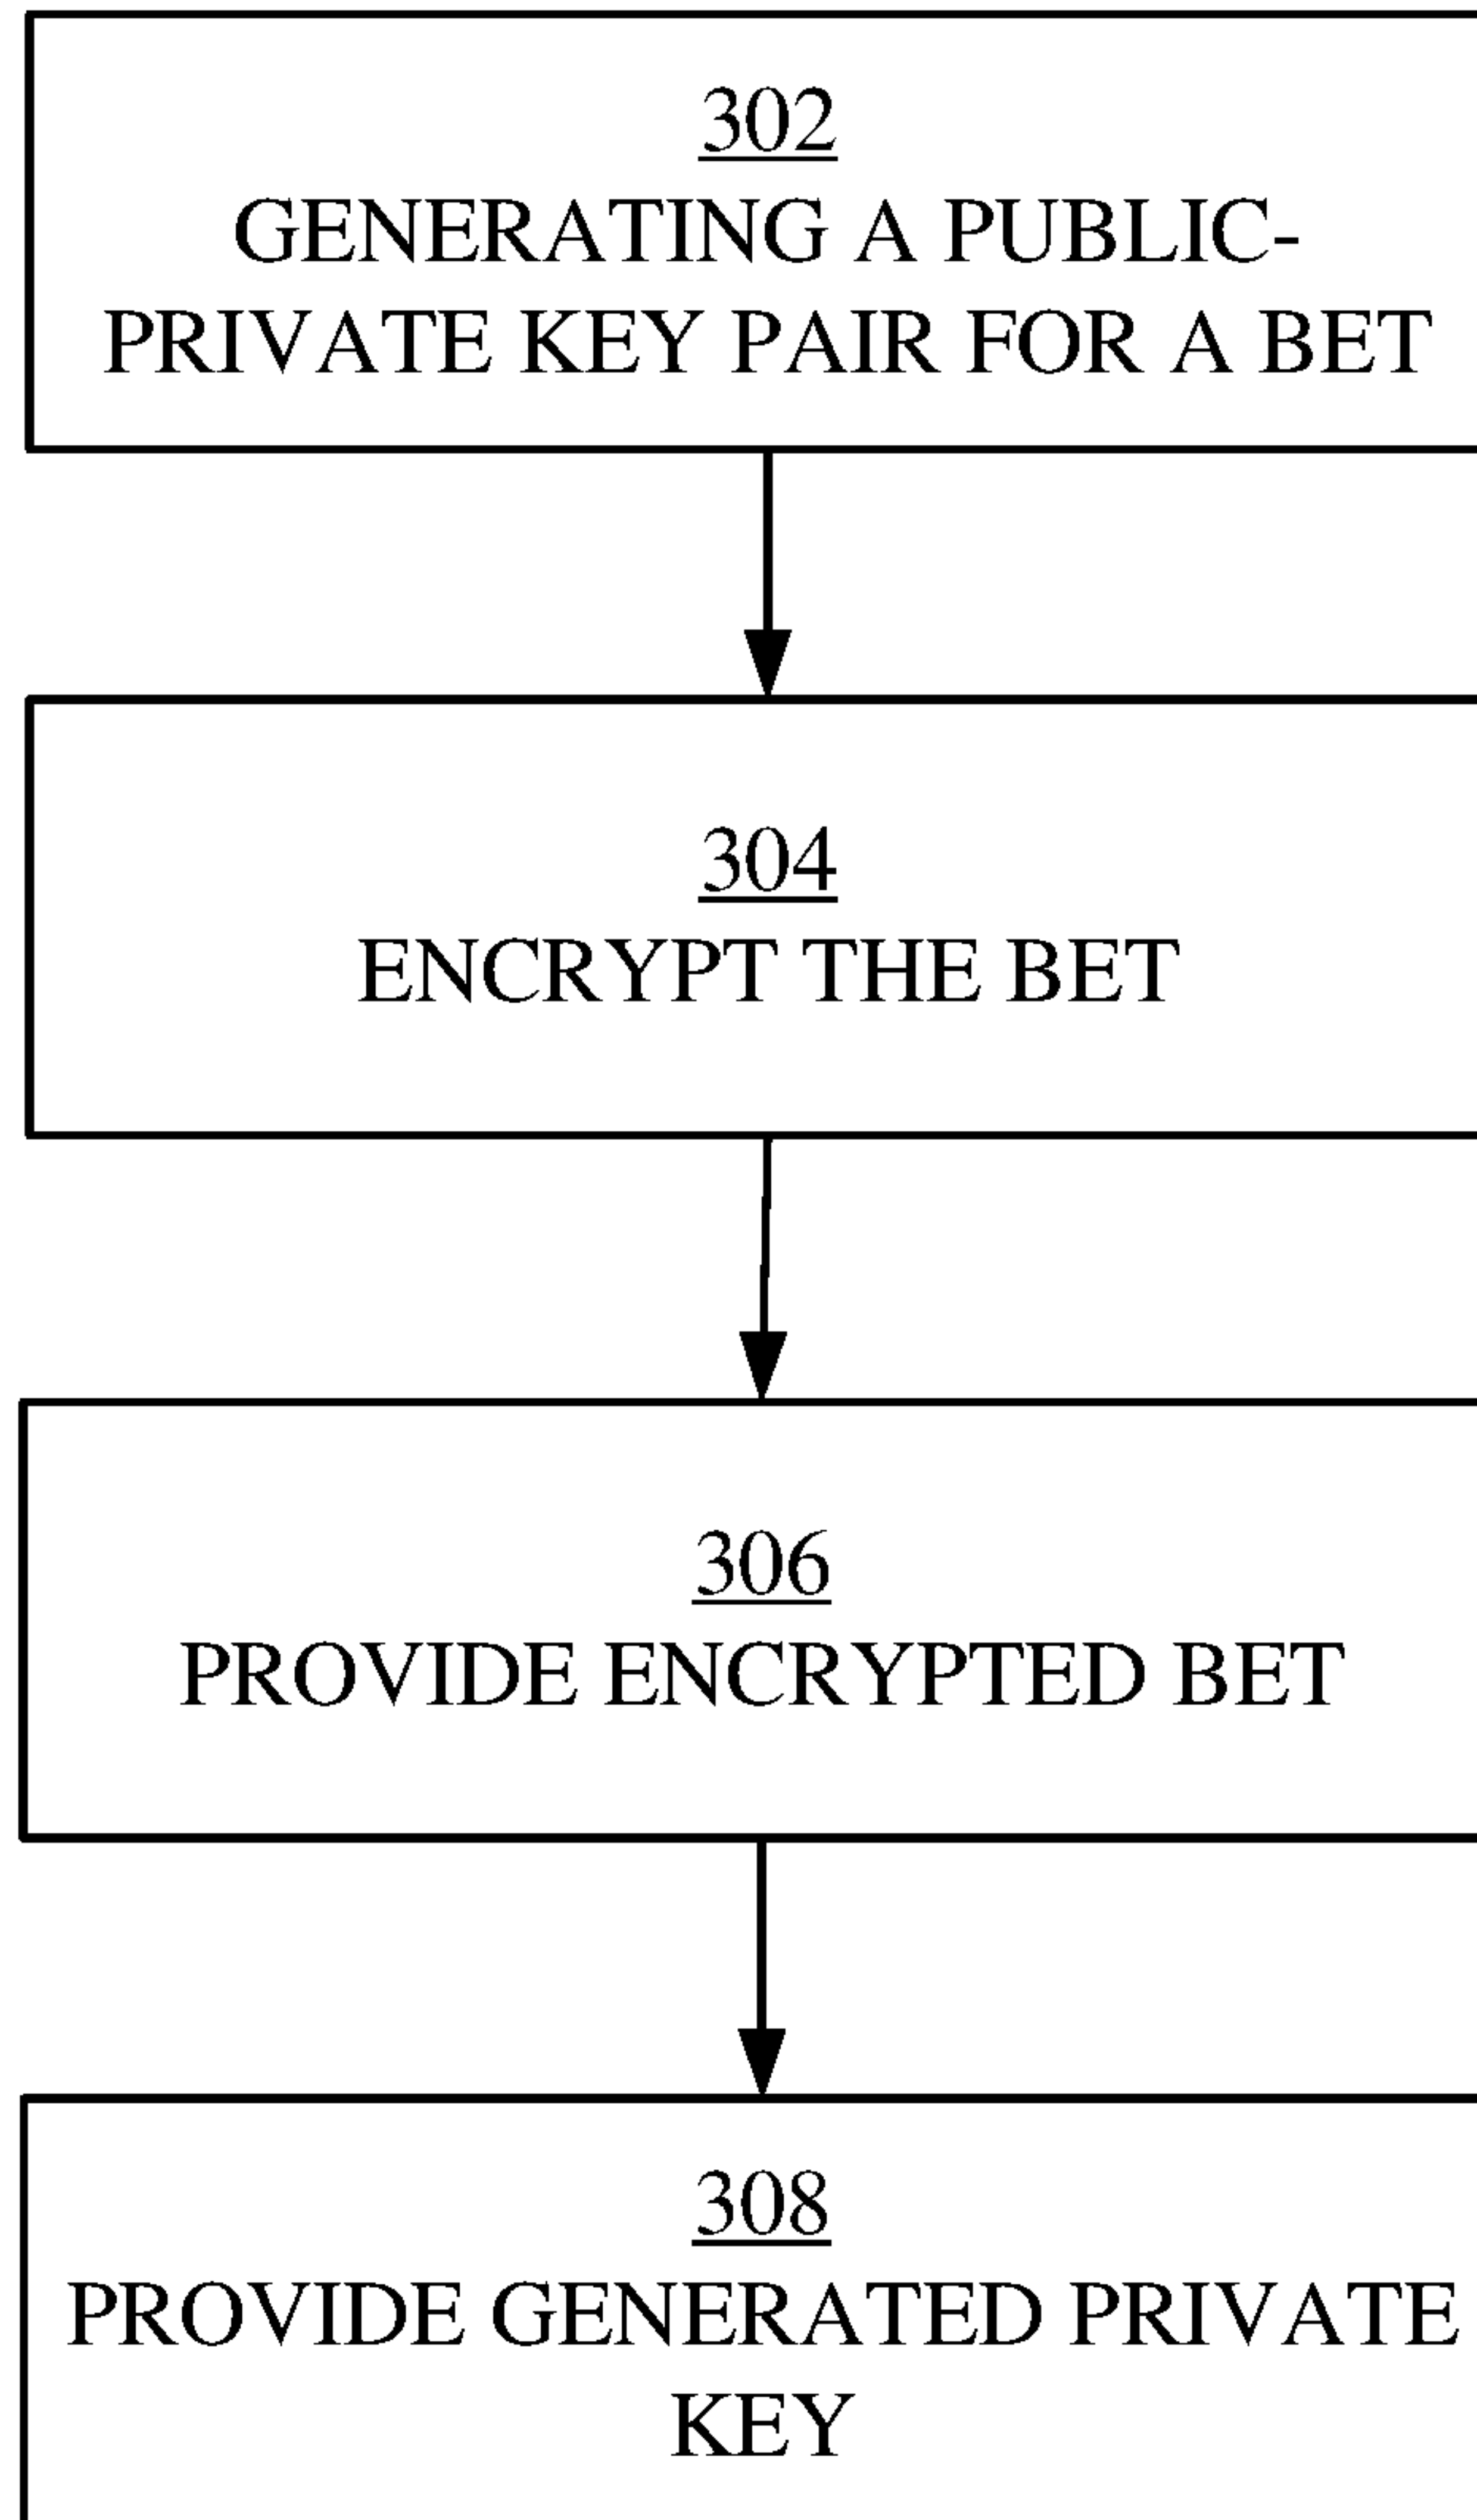 302
GENERATING A PUBLIC-
PRIVATE KEY PAIR FOR A BET
304
ENCRYPT THE BET
306
PROVIDE ENCRYPTED BET
308
PROVIDE GENERATED PRIVATE
KEY